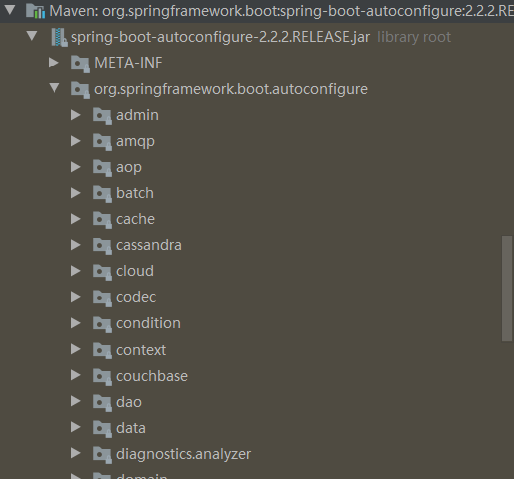 Maven: org.springframework.boot:spring-boot-autoconfigure:2.2.2.RE
spring-boot-autoconfigure-2.2.2.RELEASE.jar library root
META-INF
org.springframework.boot.autoconfigure
admin
amqp
aop
batch
cache
cassandra
cloud
codec
condition
context
couchbase
dao
data
diagnostics.analyzer
domain